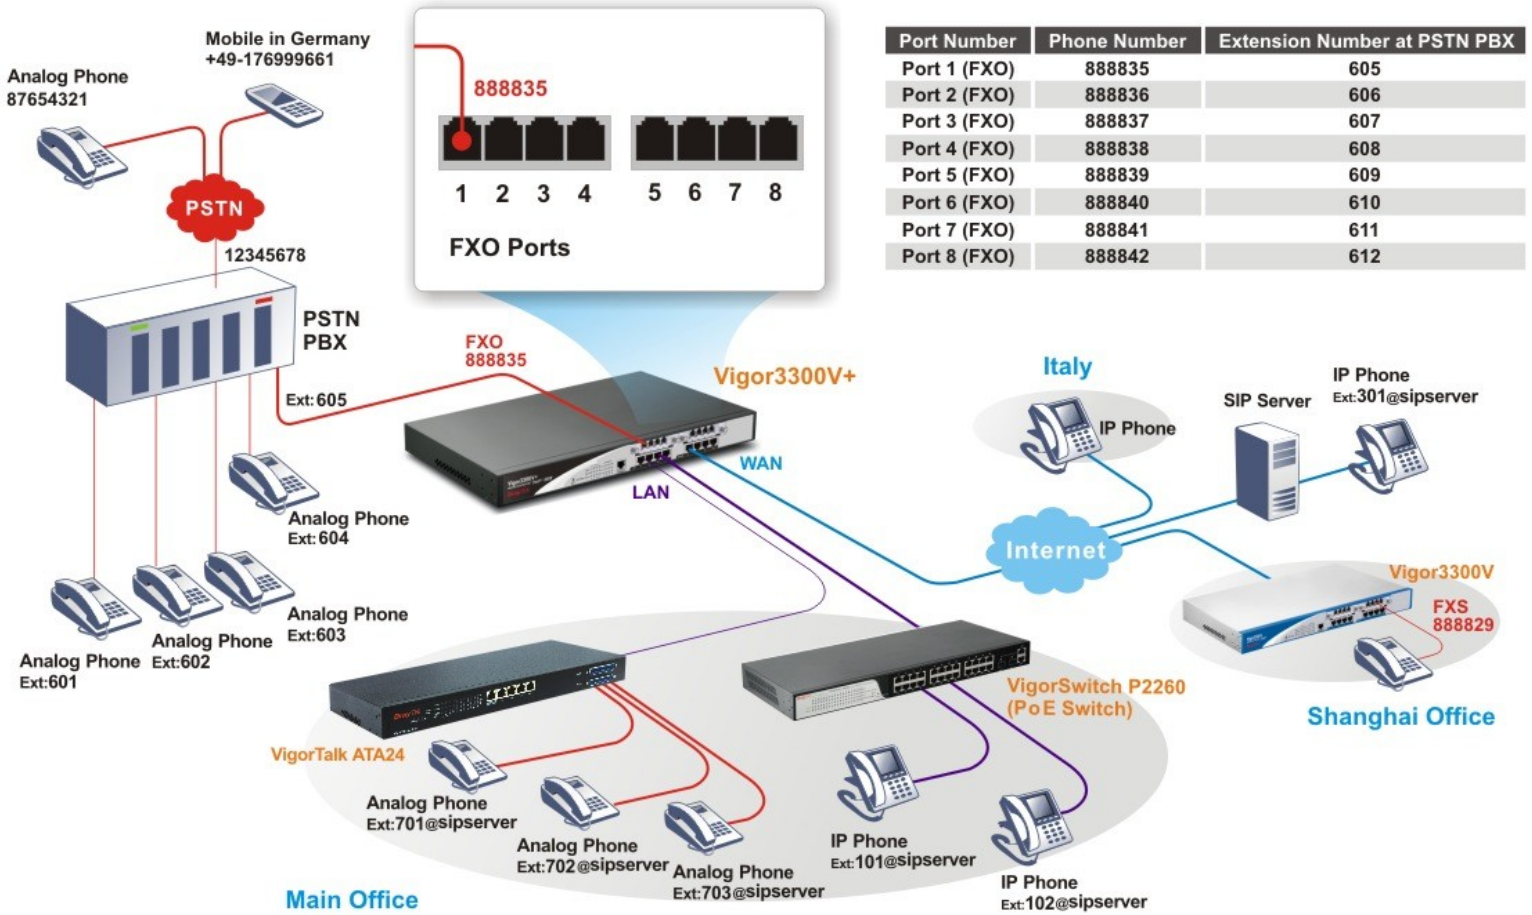 Mobile in Germany
+49-176999661
Analog Phone
87654321
PSTN
12345678
PSTN
PBX
Ext:605
FXO
888835
888835
1 2 3 4 5 6 7 8
FXO Ports
Port Number Phone Number Extension Number at PSTN PBX
Port 1 (FXO) 888835 605
Port 2 (FXO) 888836 606
Port 3 (FXO) 888837 607
Port 4 (FXO) 888838 608
Port 5 (FXO) 888839 609
Port 6 (FXO) 888840 610
Port 7 (FXO) 888841 611
Port 8 (FXO) 888842 612
Vigor3300V+
WAN
LAN
Italy
IP Phone
SIP Server
IP Phone
Ext:301@sipserver
Internet
Vigor3300V
FXS
888829
Shanghai Office
Analog Phone
Ext:604
Analog Phone
Ext:603
Analog Phone
Ext:602
Analog Phone
Ext:601
VigorTalk ATA24
VigorSwitch P2260
(PoE Switch)
Analog Phone
Ext:701@sipserver
Analog Phone
Ext:702@sipserver
Analog Phone
Ext:703@sipserver
IP Phone
Ext:101@sipserver
IP Phone
Ext:102@sipserver
Main Office